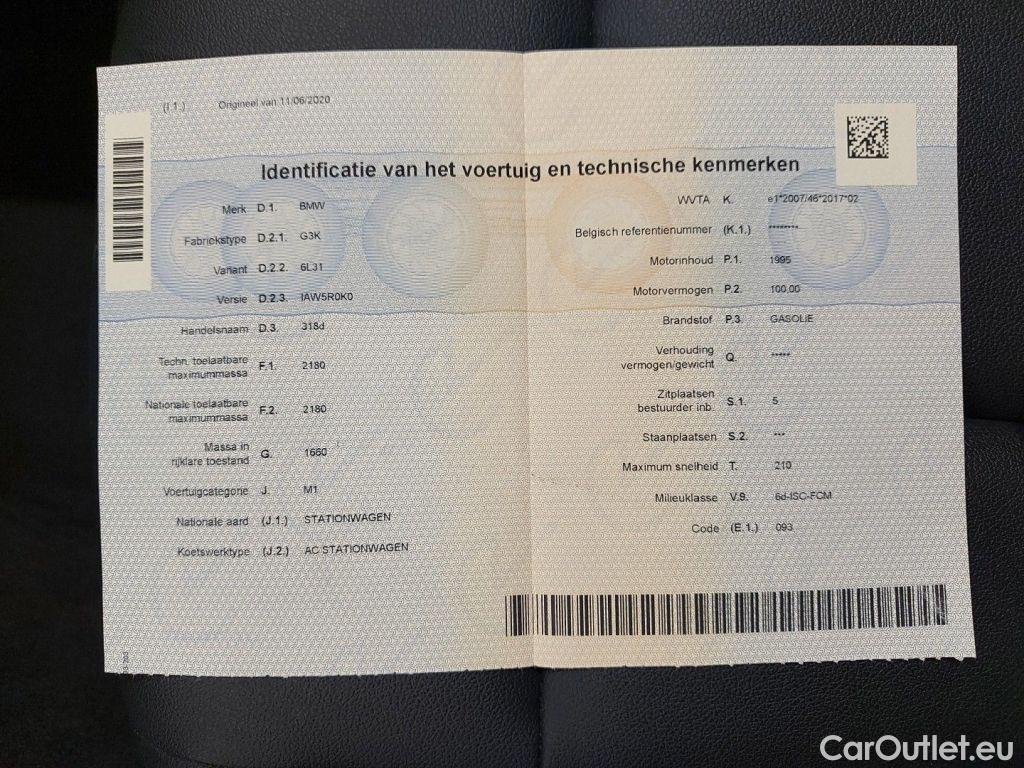 (I.1.) Origineel van 11/06/2020
Identificatie van het voertuig en technische kenmerken
Merk D.1. BMW
Fabriekstype D.2.1. G3K
Variant D.2.2. 6L31
Versie D.2.3. IAW5R0K0
Handelsnaam D.3. 318d
Techn. toelaatbare
maximummassa F.1. 2180
Nationale toelaatbare
maximummassa F.2. 2180
Massa in
rijklare toestand G. 1660
Voertuigcategorie J. M1
Nationale aard (J.1.) STATIONWAGEN
Koetswerktype (J.2.) AC STATIONWAGEN
WVTA K. e1*2007/46*2017*02
Belgisch referentienummer (K.1.) ********
Motorinhoud P.1. 1995
Motorvermogen P.2. 100,00
Brandstof P.3. GASOLIE
Verhouding
vermogen/gewicht Q. *****
Zitplaatsen
bestuurder inb. S.1. 5
Staanplaatsen S.2. ***
Maximum snelheid T. 210
Milieuklasse V.9. 6d-ISC-FCM
Code (E.1.) 093
CarOutlet.eu